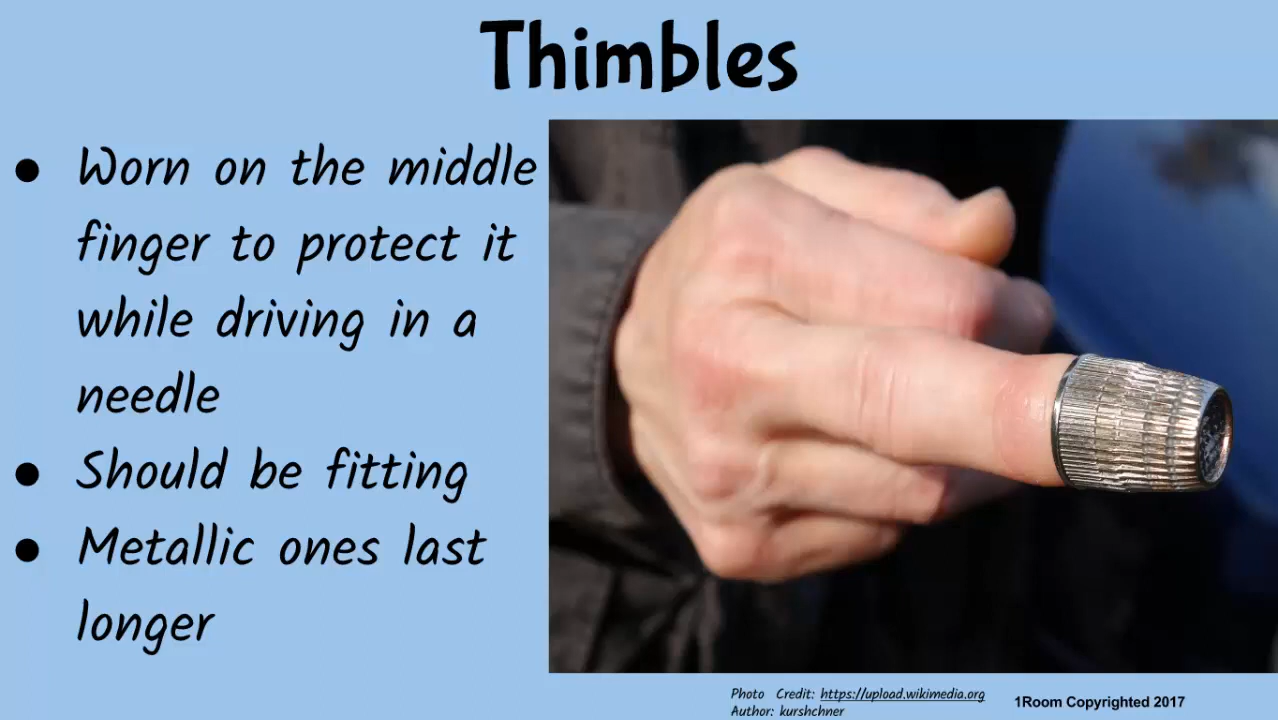 Thimbles
● Worn on the middle
finger to protect it
while driving in a
needle
● Should be fitting
● Metallic ones last
longer
Photo Credit: https://upload.wikimedia.org
Author: kurshchner
1Room Copyrighted 2017